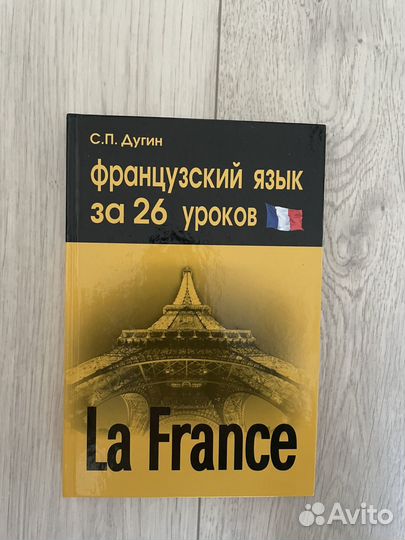 С.П. Дугин
французский язык
за 26 уроков
La France
Avito